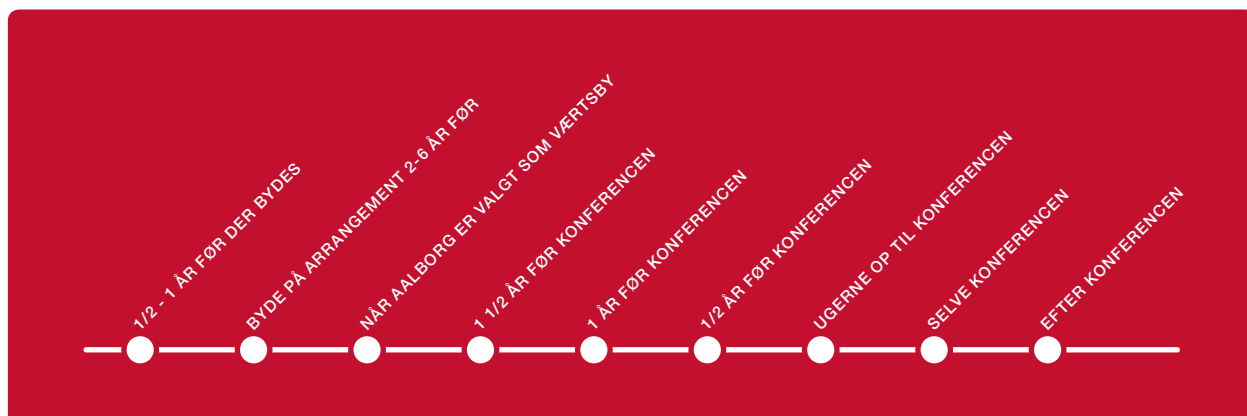 1/2 - 1 ÅR FØR DER BYDES
BYDE PÅ ARRANGEMENT 2-6 ÅR FØR
NÅR AALBORG ER VALGT SOM VÆRTSBY
1 1/2 ÅR FØR KONFERENCEN
1 ÅR FØR KONFERENCEN
1/2 ÅR FØR KONFERENCEN
UGERNE OP TIL KONFERENCEN
SELVE KONFERENCEN
EFTER KONFERENCEN